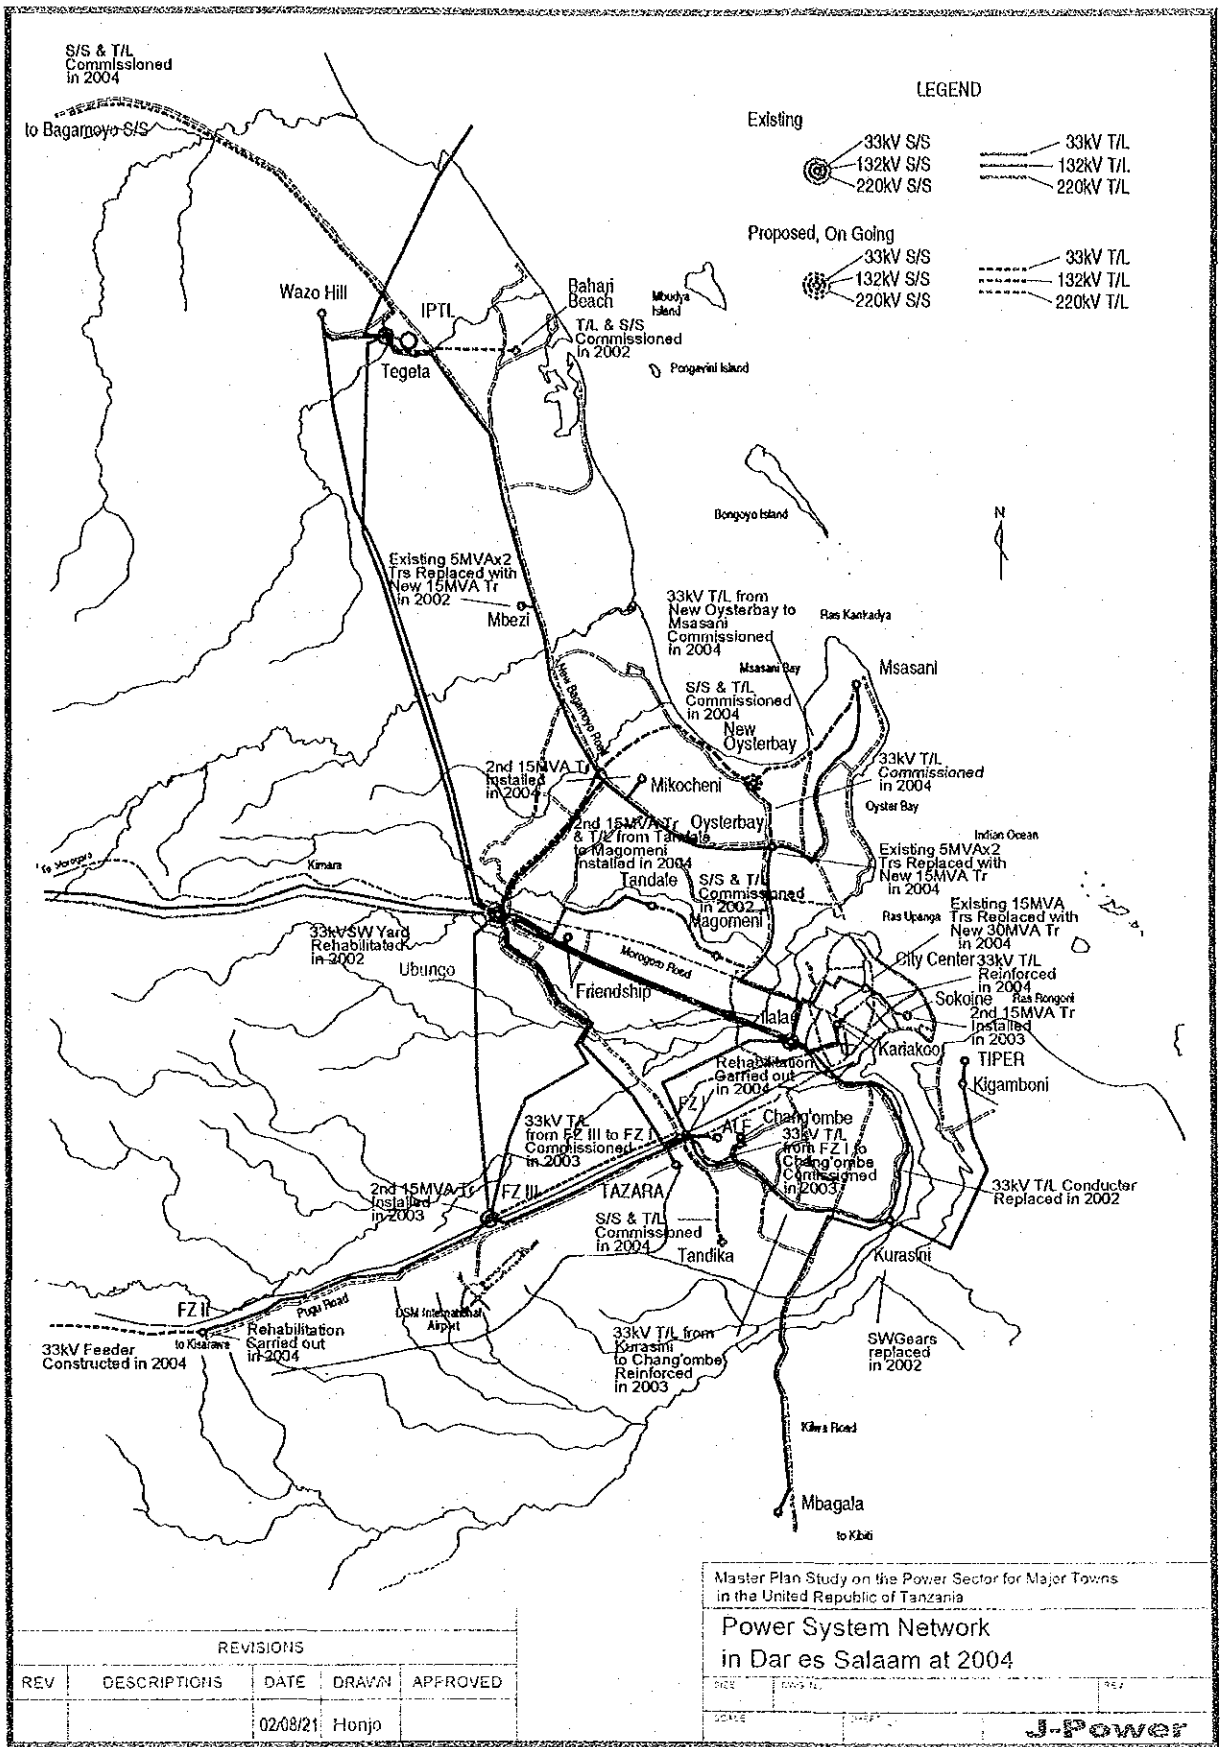 S/S & T/L
Commissioned
in 2004
to Bagamoyo S/S
LEGEND
Existing
33kV S/S
132kV S/S
220kV S/S
33kV T/L
132kV T/L
220kV T/L
Proposed, On Going
33kV S/S
132kV S/S
220kV S/S
33kV T/L
132kV T/L
220kV T/L
Wazo Hill
IPTL
Tegeta
Bahari
Beach
T/L & S/S
Commissioned
in 2002
Mbudya
Island
Pongavini Island
Bongoyo Island
N
Existing 5MVAx2
Trs Replaced with
New 15MVA Tr
in 2002
Mbezi
33kV T/L from
New Oysterbay to
Msasani
Commissioned
in 2004
Ras Kankadya
Msasani Bay
Msasani
S/S & T/L
Commissioned
in 2004
New
Oysterbay
New Bagamoyo Road
2nd 15MVA Tr
Installed
in 2004
Mikocheni
33kV T/L
Commissioned
in 2004
Oyster Bay
2nd 15MVA Tr
& T/L from Tandale
to Magomeni
Installed in 2004
Oysterbay
Indian Ocean
Existing 5MVAx2
Trs Replaced with
New 15MVA Tr
in 2004
To Morogoro
Kimara
Tandale
S/S & T/L
Commissioned
in 2002
Magomeni
Ras Upanga
Existing 15MVA
Trs Replaced with
New 30MVA Tr
in 2004
33kVSW Yard
Rehabilitated
in 2002
Ubungo
Morogoro Road
Friendship
City Center
33kV T/L
Reinforced
in 2004
Sokoine
Ras Rongoni
2nd 15MVA Tr
Installed
in 2003
Ilala
Kariakoo
TIPER
Kigamboni
Rehabilitation
Carried out
in 2004
FZ I
ALF
Chang'ombe
33kV T/L
from FZ III to FZ I
Commissioned
in 2003
33kV T/L
from FZ I to
Chang'ombe
Comissioned
in 2003
33kV T/L Conducter
Replaced in 2002
2nd 15MVA Tr
Installed
in 2003
FZ III
TAZARA
S/S & T/L
Commissioned
in 2004
Tandika
Kurasini
FZ II
Pugu Road
DSM International
Airport
to Kisarawe
33kV Feeder
Constructed in 2004
Rehabilitation
Carried out
in 2004
33kV T/L from
Kurasini
to Chang'ombe
Reinforced
in 2003
SWGears
replaced
in 2002
Kilwa Road
Mbagala
to Kibiti
Master Plan Study on the Power Sector for Major Towns
in the United Republic of Tanzania
Power System Network
in Dar es Salaam at 2004
SIZE
REV
SCALE
SHEET
J-Power
REVISIONS
REV DESCRIPTIONS DATE DRAWN APPROVED
02/08/21 Honjo